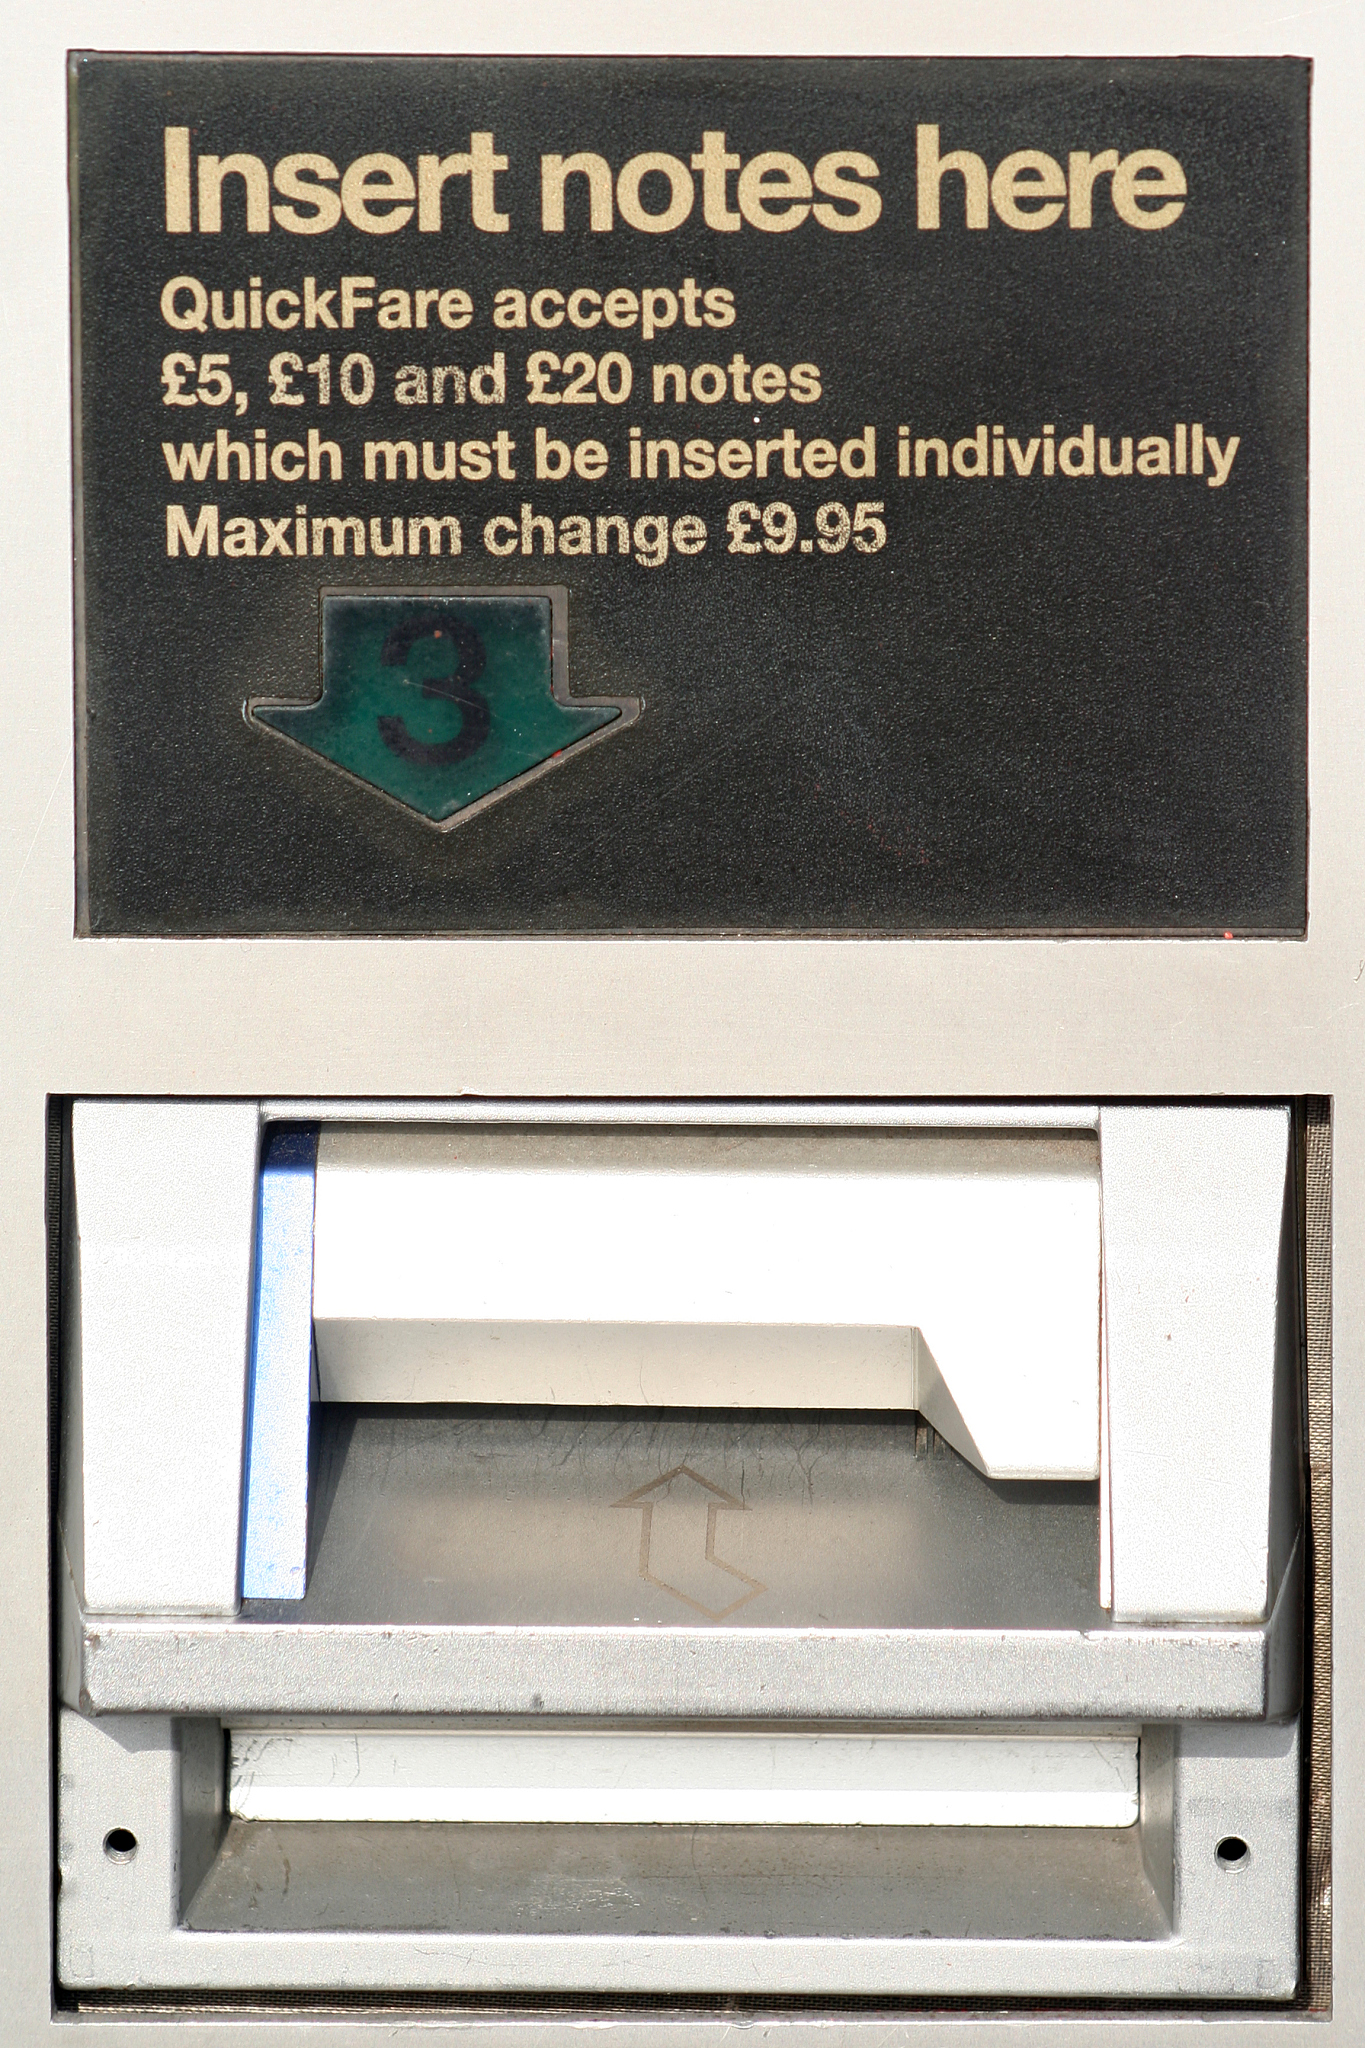 Insert notes here
QuickFare accepts
£5, £10 and £20 notes
which must be inserted individually
Maximum change £9.95
3